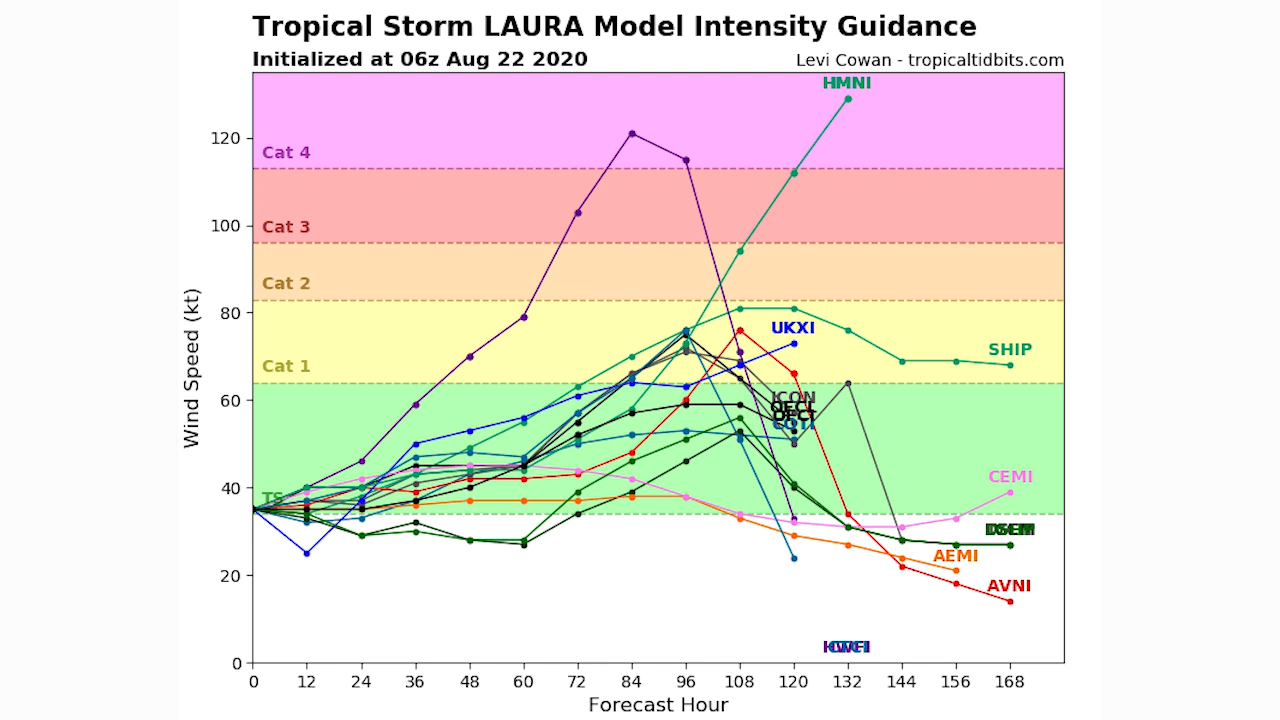 Tropical Storm LAURA Model Intensity Guidance
Initialized at 06z Aug 22 2020
Levi Cowan - tropicaltidbits.com
HMNI
120
Cat 4
100
Cat 3
Cat 2
80
UKXI
SHIP
Cat 1
60
ICON
Wind Speed (kt)
40
TS
CEMI
20
AEMI
AVNI
0
0 12 24 36 48 60 72 84 96 108 120 132 144 156 168
Forecast Hour